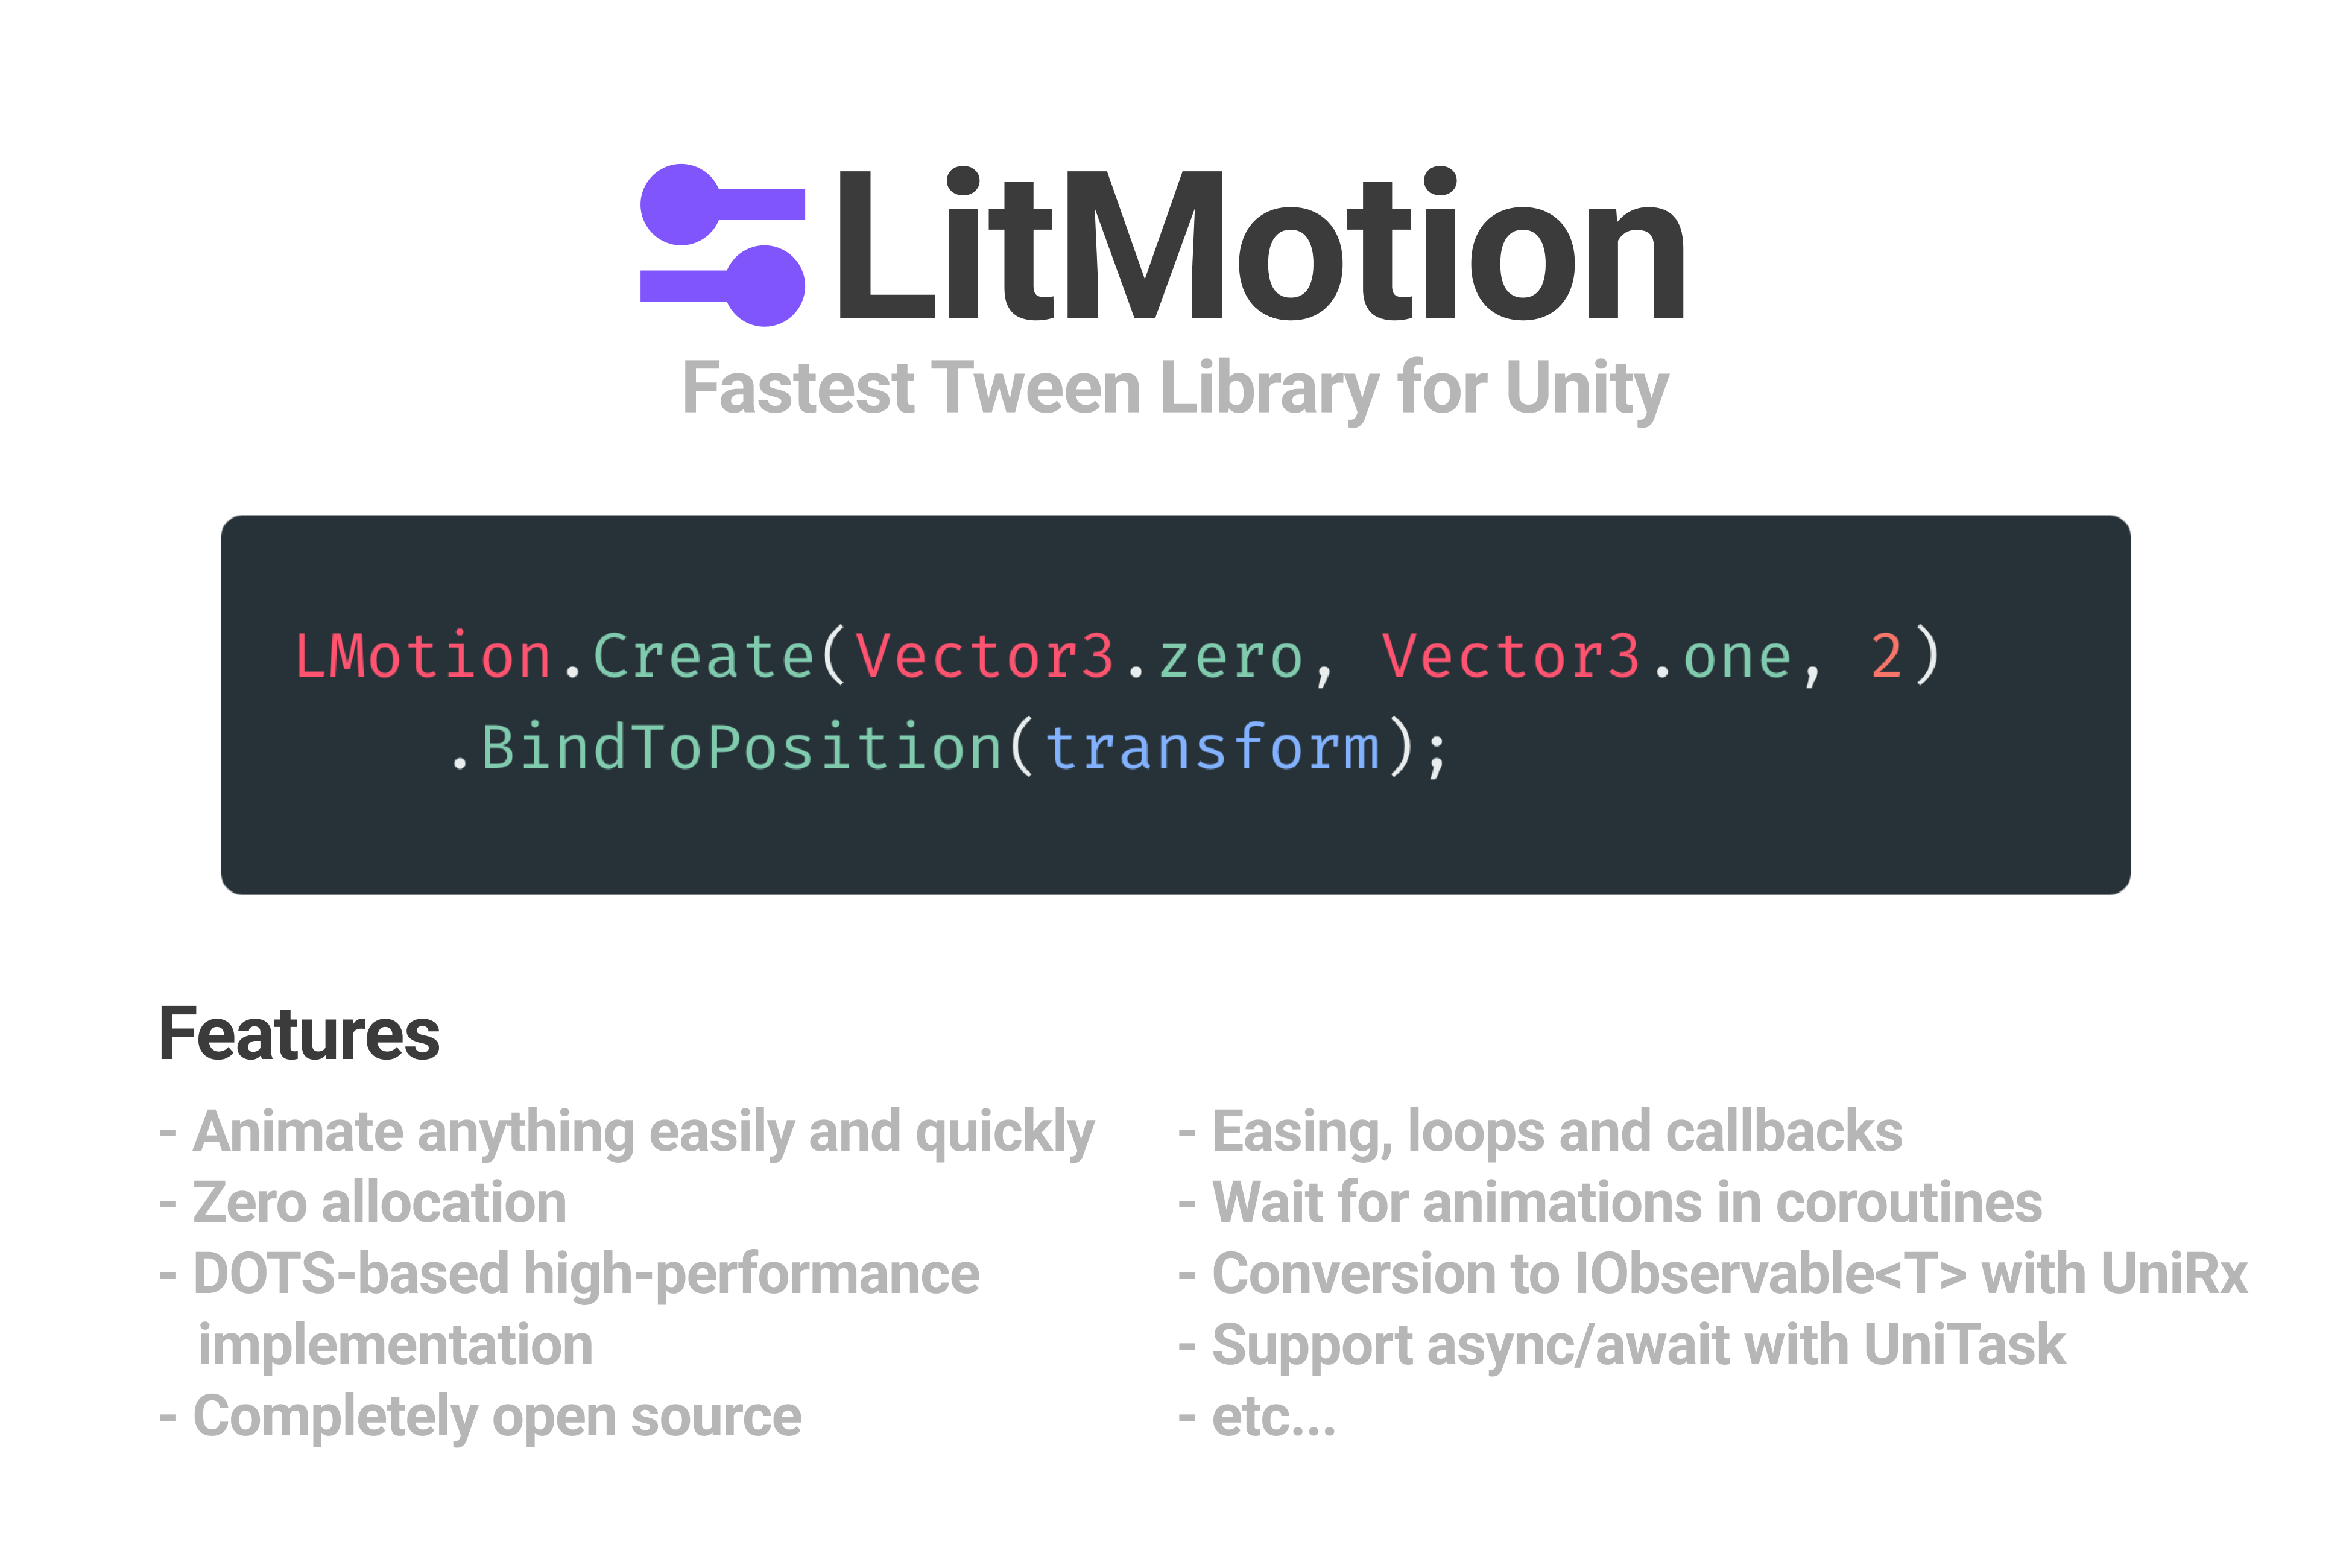 LitMotion
Fastest Tween Library for Unity
LMotion.Create(Vector3.zero, Vector3.one, 2)
.BindToPosition(transform);
Features
- Animate anything easily and quickly
- Zero allocation
- DOTS-based high-performance
implementation
- Completely open source
- Easing, loops and callbacks
- Wait for animations in coroutines
- Conversion to IObservable<T> with UniRx
- Support async/await with UniTask
- etc...